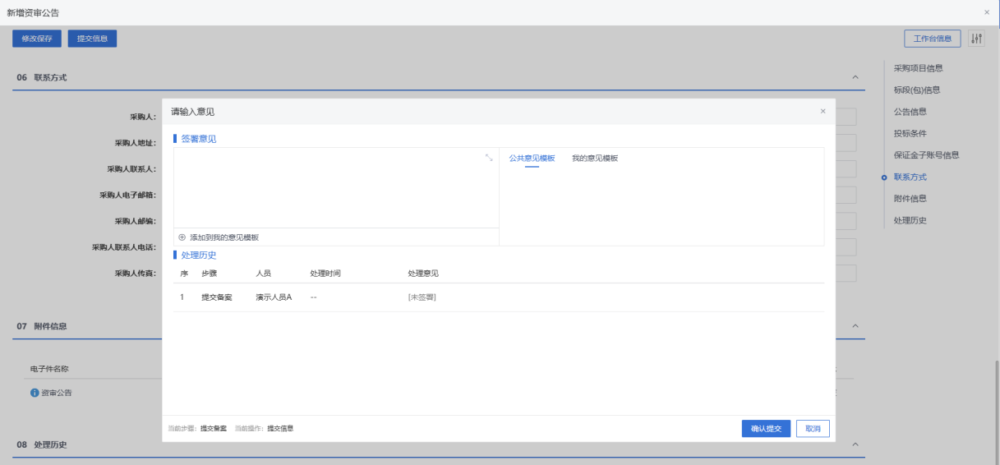 新增资审公告
×
修改保存 提交信息 工作台信息
06 联系方式
采购人：
采购人地址：
采购人联系人：
采购人电子邮箱：
采购人邮编：
采购人联系人电话：
采购人传真：
07 附件信息
电子件名称
资审公告
08 处理历史
请输入意见 ×
签署意见
公共意见模板 我的意见模板
添加到我的意见模板
处理历史
序 步骤 人员 处理时间 处理意见
1 提交备案 演示人员A -- [未签署]
当前步骤：提交备案 当前操作：提交信息
确认提交 取消
采购项目信息
标段(包)信息
公告信息
投标条件
保证金子账号信息
联系方式
附件信息
处理历史